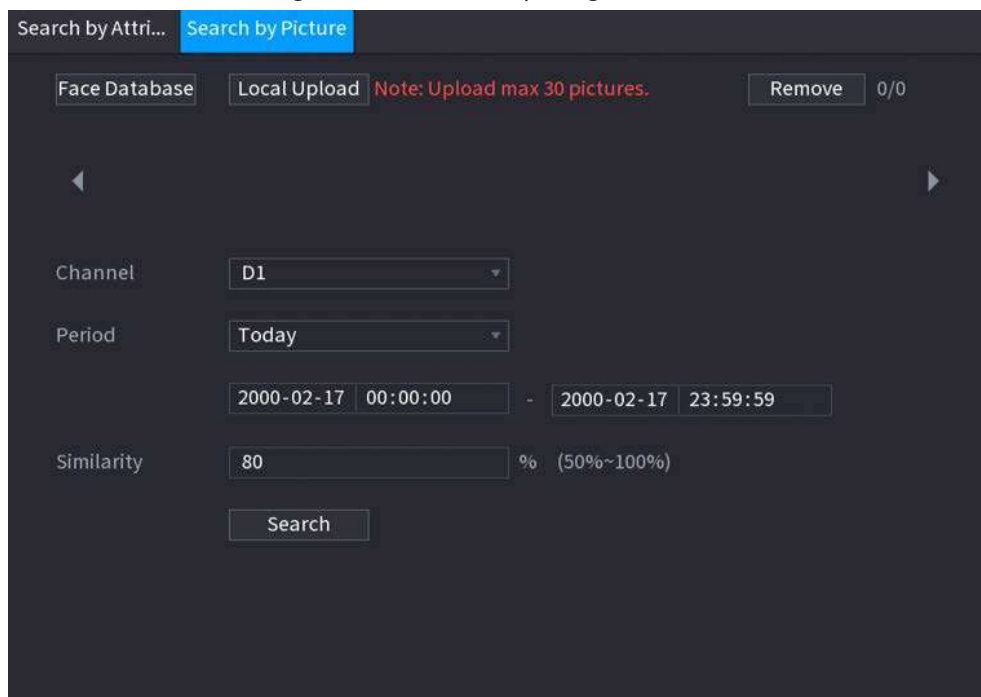 Search by Attri... Search by Picture
Face Database Local Upload Note: Upload max 30 pictures. Remove 0/0
Channel D1
Period Today
2000-02-17 00:00:00 - 2000-02-17 23:59:59
Similarity 80 % (50%~100%)
Search